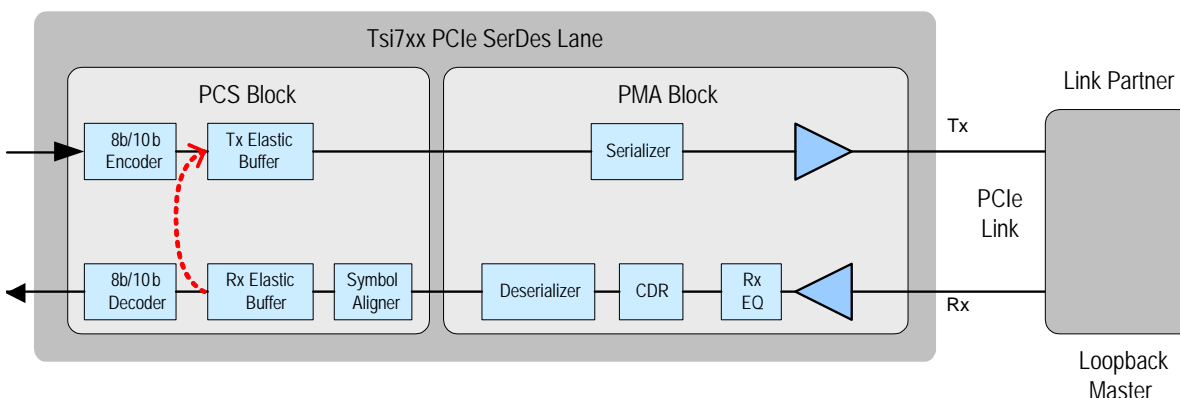 Tsi7xx PCIe SerDes Lane
PCS Block
PMA Block
Link Partner
8b/10b
Encoder
Tx Elastic
Buffer
Serializer
Tx
PCIe
Link
8b/10b
Decoder
Rx Elastic
Buffer
Symbol
Aligner
Deserializer
CDR
Rx
EQ
Rx
Loopback
Master